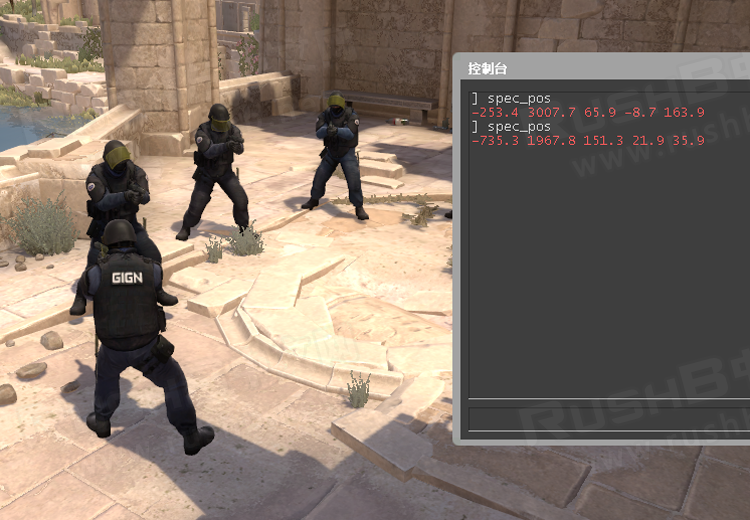 GIGN
控制台
] spec_pos
-253.4 3007.7 65.9 -8.7 163.9
] spec_pos
-735.3 1967.8 151.3 21.9 35.9